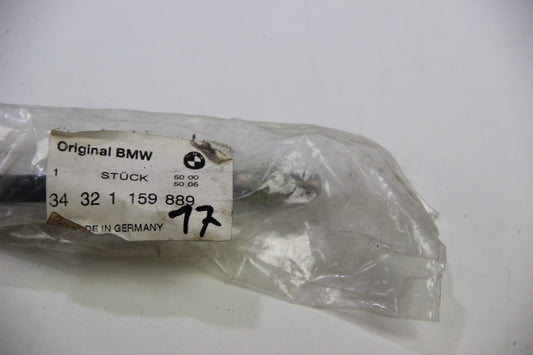 Original BMW
1 STÜCK 50 00
50 05
34 32 1 159 889
17
DE IN GERMANY